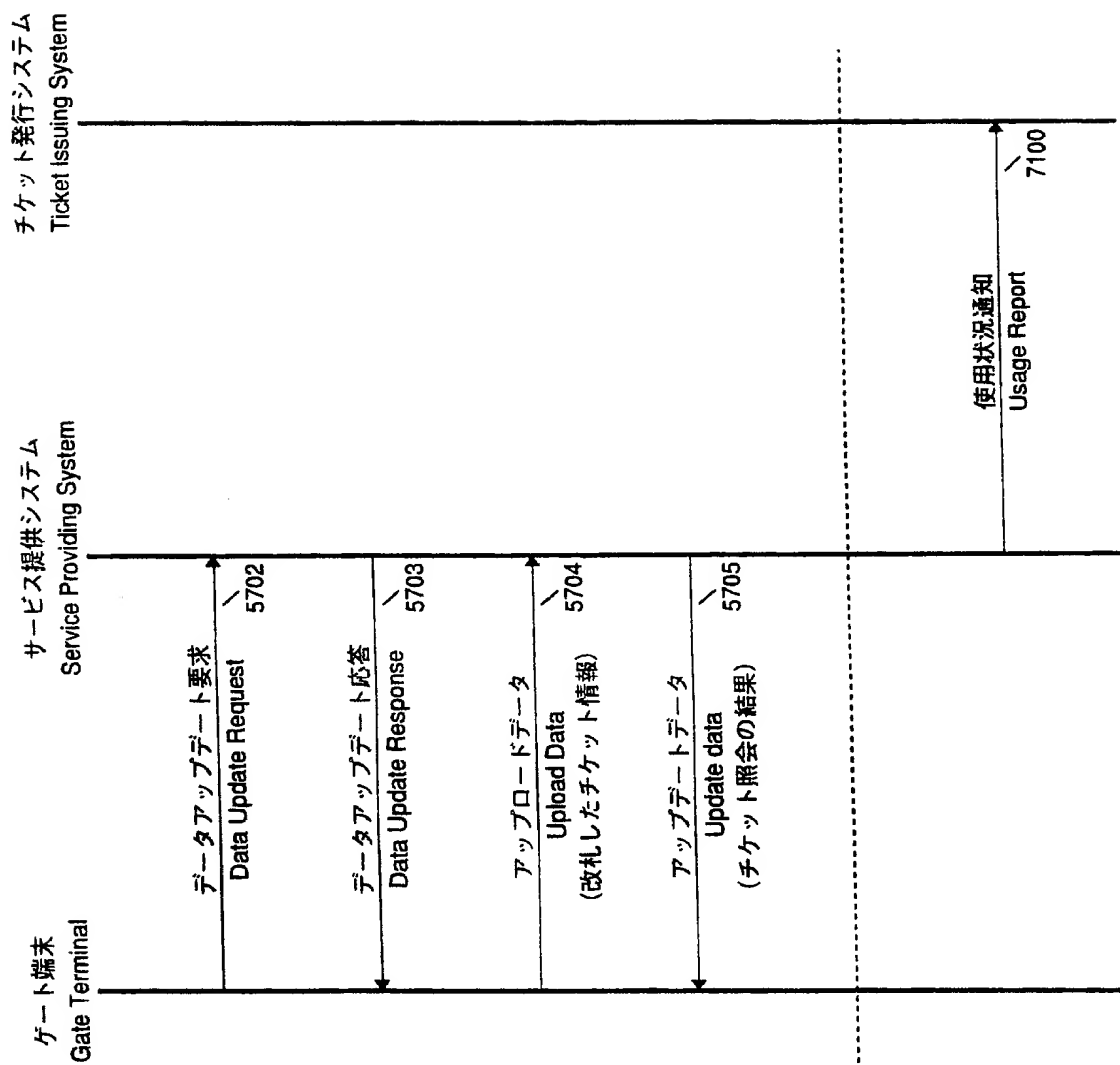 ゲート端末
Gate Terminal
サービス提供システム
Service Providing System
チケット発行システム
Ticket Issuing System
データアップデート要求
Data Update Request
5702
データアップデート応答
Data Update Response
5703
アップロードデータ
Upload Data
(改札したチケット情報)
5704
アップデートデータ
Update data
(チケット照会の結果)
5705
使用状況通知
Usage Report
7100